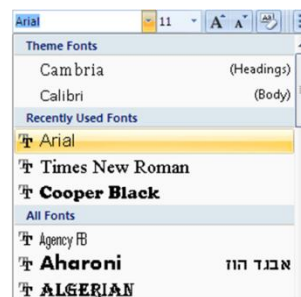 Arial 11 A A Aa
Theme Fonts
Cambria (Headings)
Calibri (Body)
Recently Used Fonts
Arial
Times New Roman
Cooper Black
All Fonts
Agency FB
Aharoni אבגד הוז
ALGERIAN